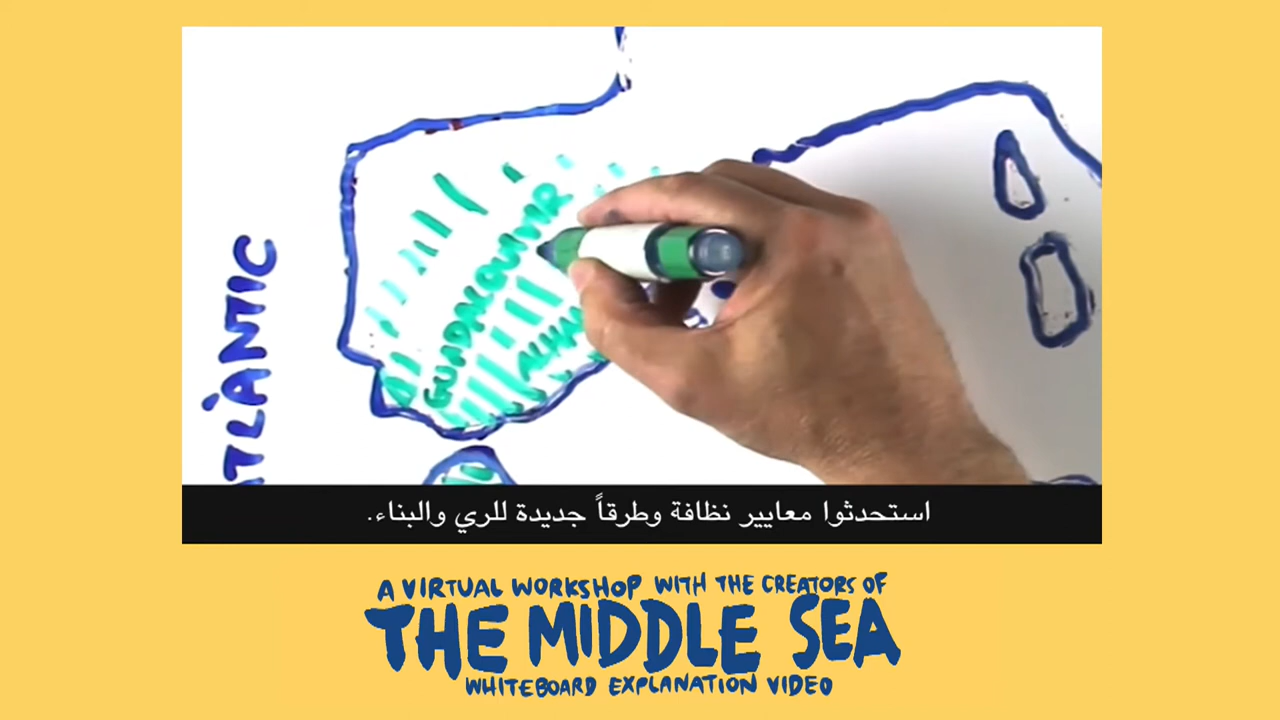 ATLÀNTIC
GUADALQUIVIR
استحدثوا معايير نظافة وطرقاً جديدة للري والبناء.
A VIRTUAL WORKSHOP WITH THE CREATORS OF
THE MIDDLE SEA
WHITEBOARD EXPLANATION VIDEO